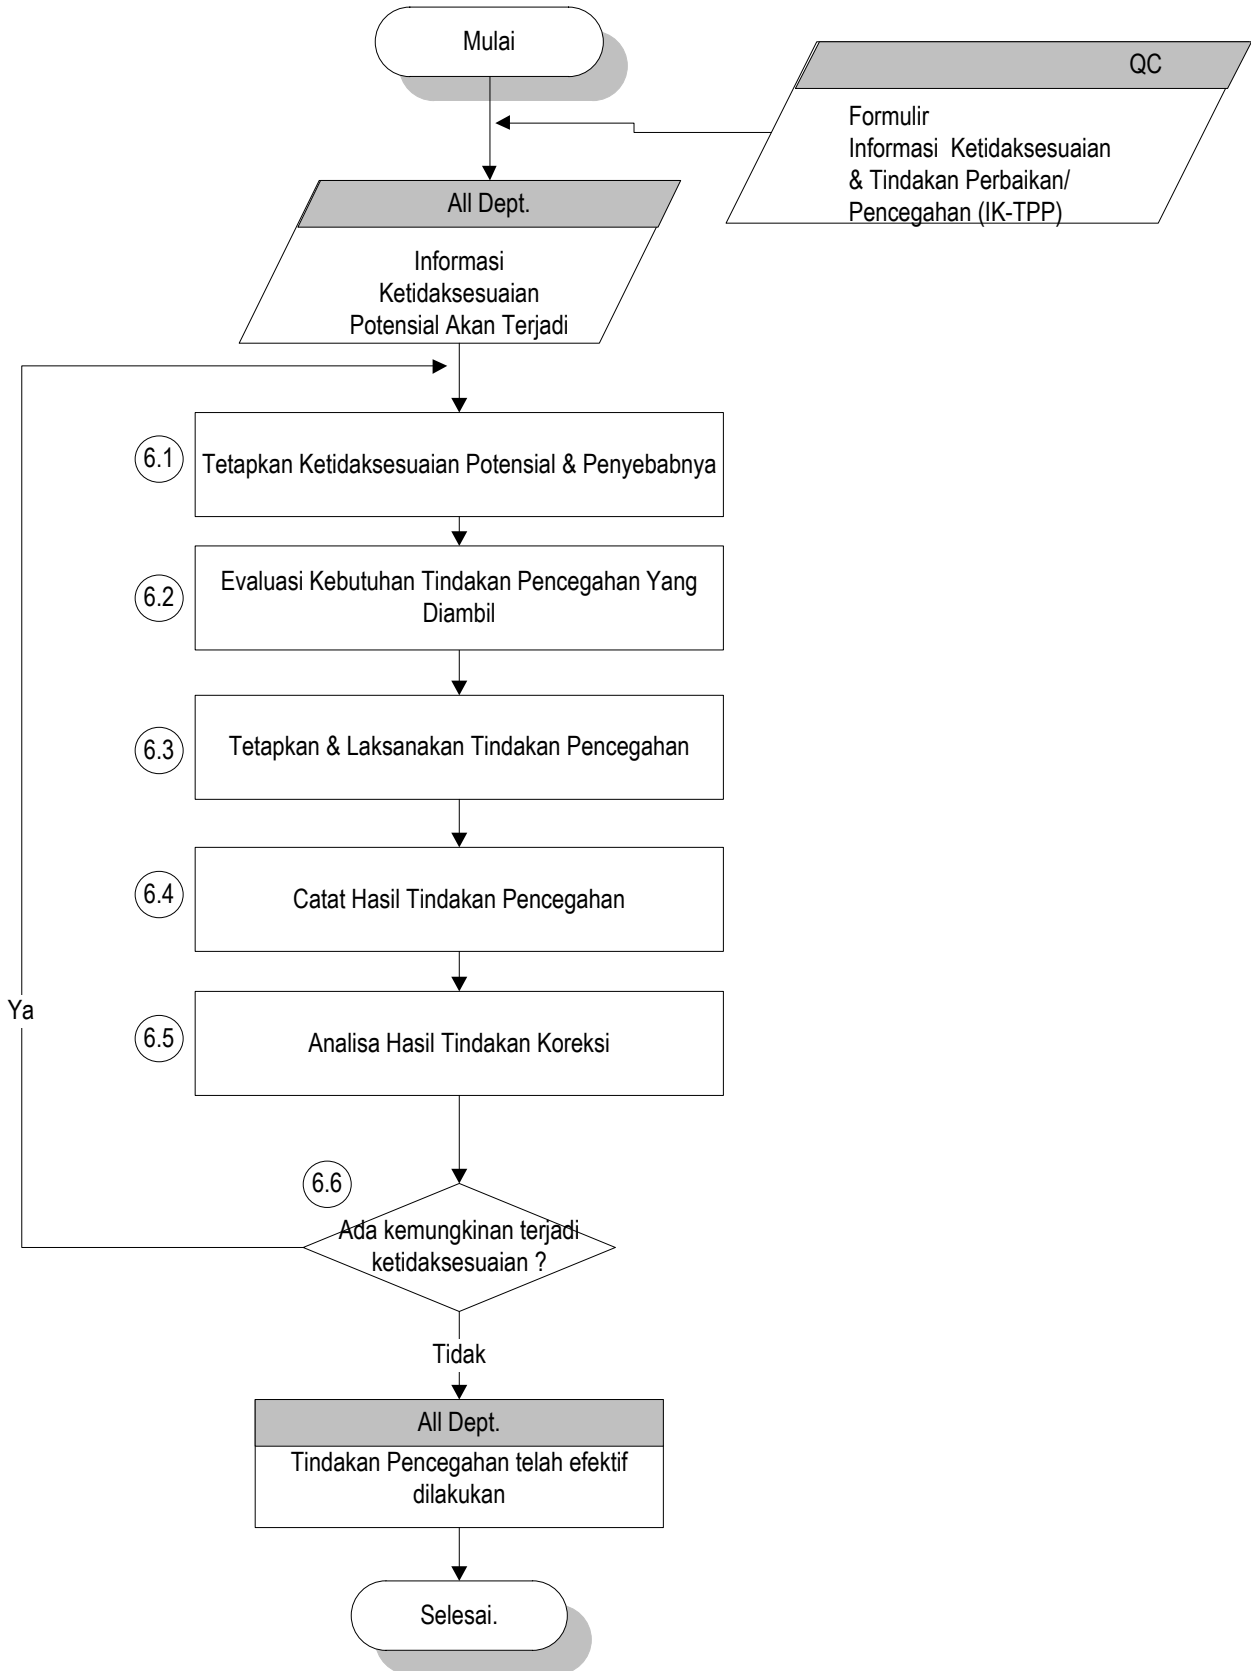 Mulai
QC
Formulir
Informasi Ketidaksesuaian
& Tindakan Perbaikan/
Pencegahan (IK-TPP)
All Dept.
Informasi
Ketidaksesuaian
Potensial Akan Terjadi
6.1
Tetapkan Ketidaksesuaian Potensial & Penyebabnya
6.2
Evaluasi Kebutuhan Tindakan Pencegahan Yang
Diambil
6.3
Tetapkan & Laksanakan Tindakan Pencegahan
6.4
Catat Hasil Tindakan Pencegahan
Ya
6.5
Analisa Hasil Tindakan Koreksi
6.6
Ada kemungkinan terjadi
ketidaksesuaian ?
Tidak
All Dept.
Tindakan Pencegahan telah efektif
dilakukan
Selesai.